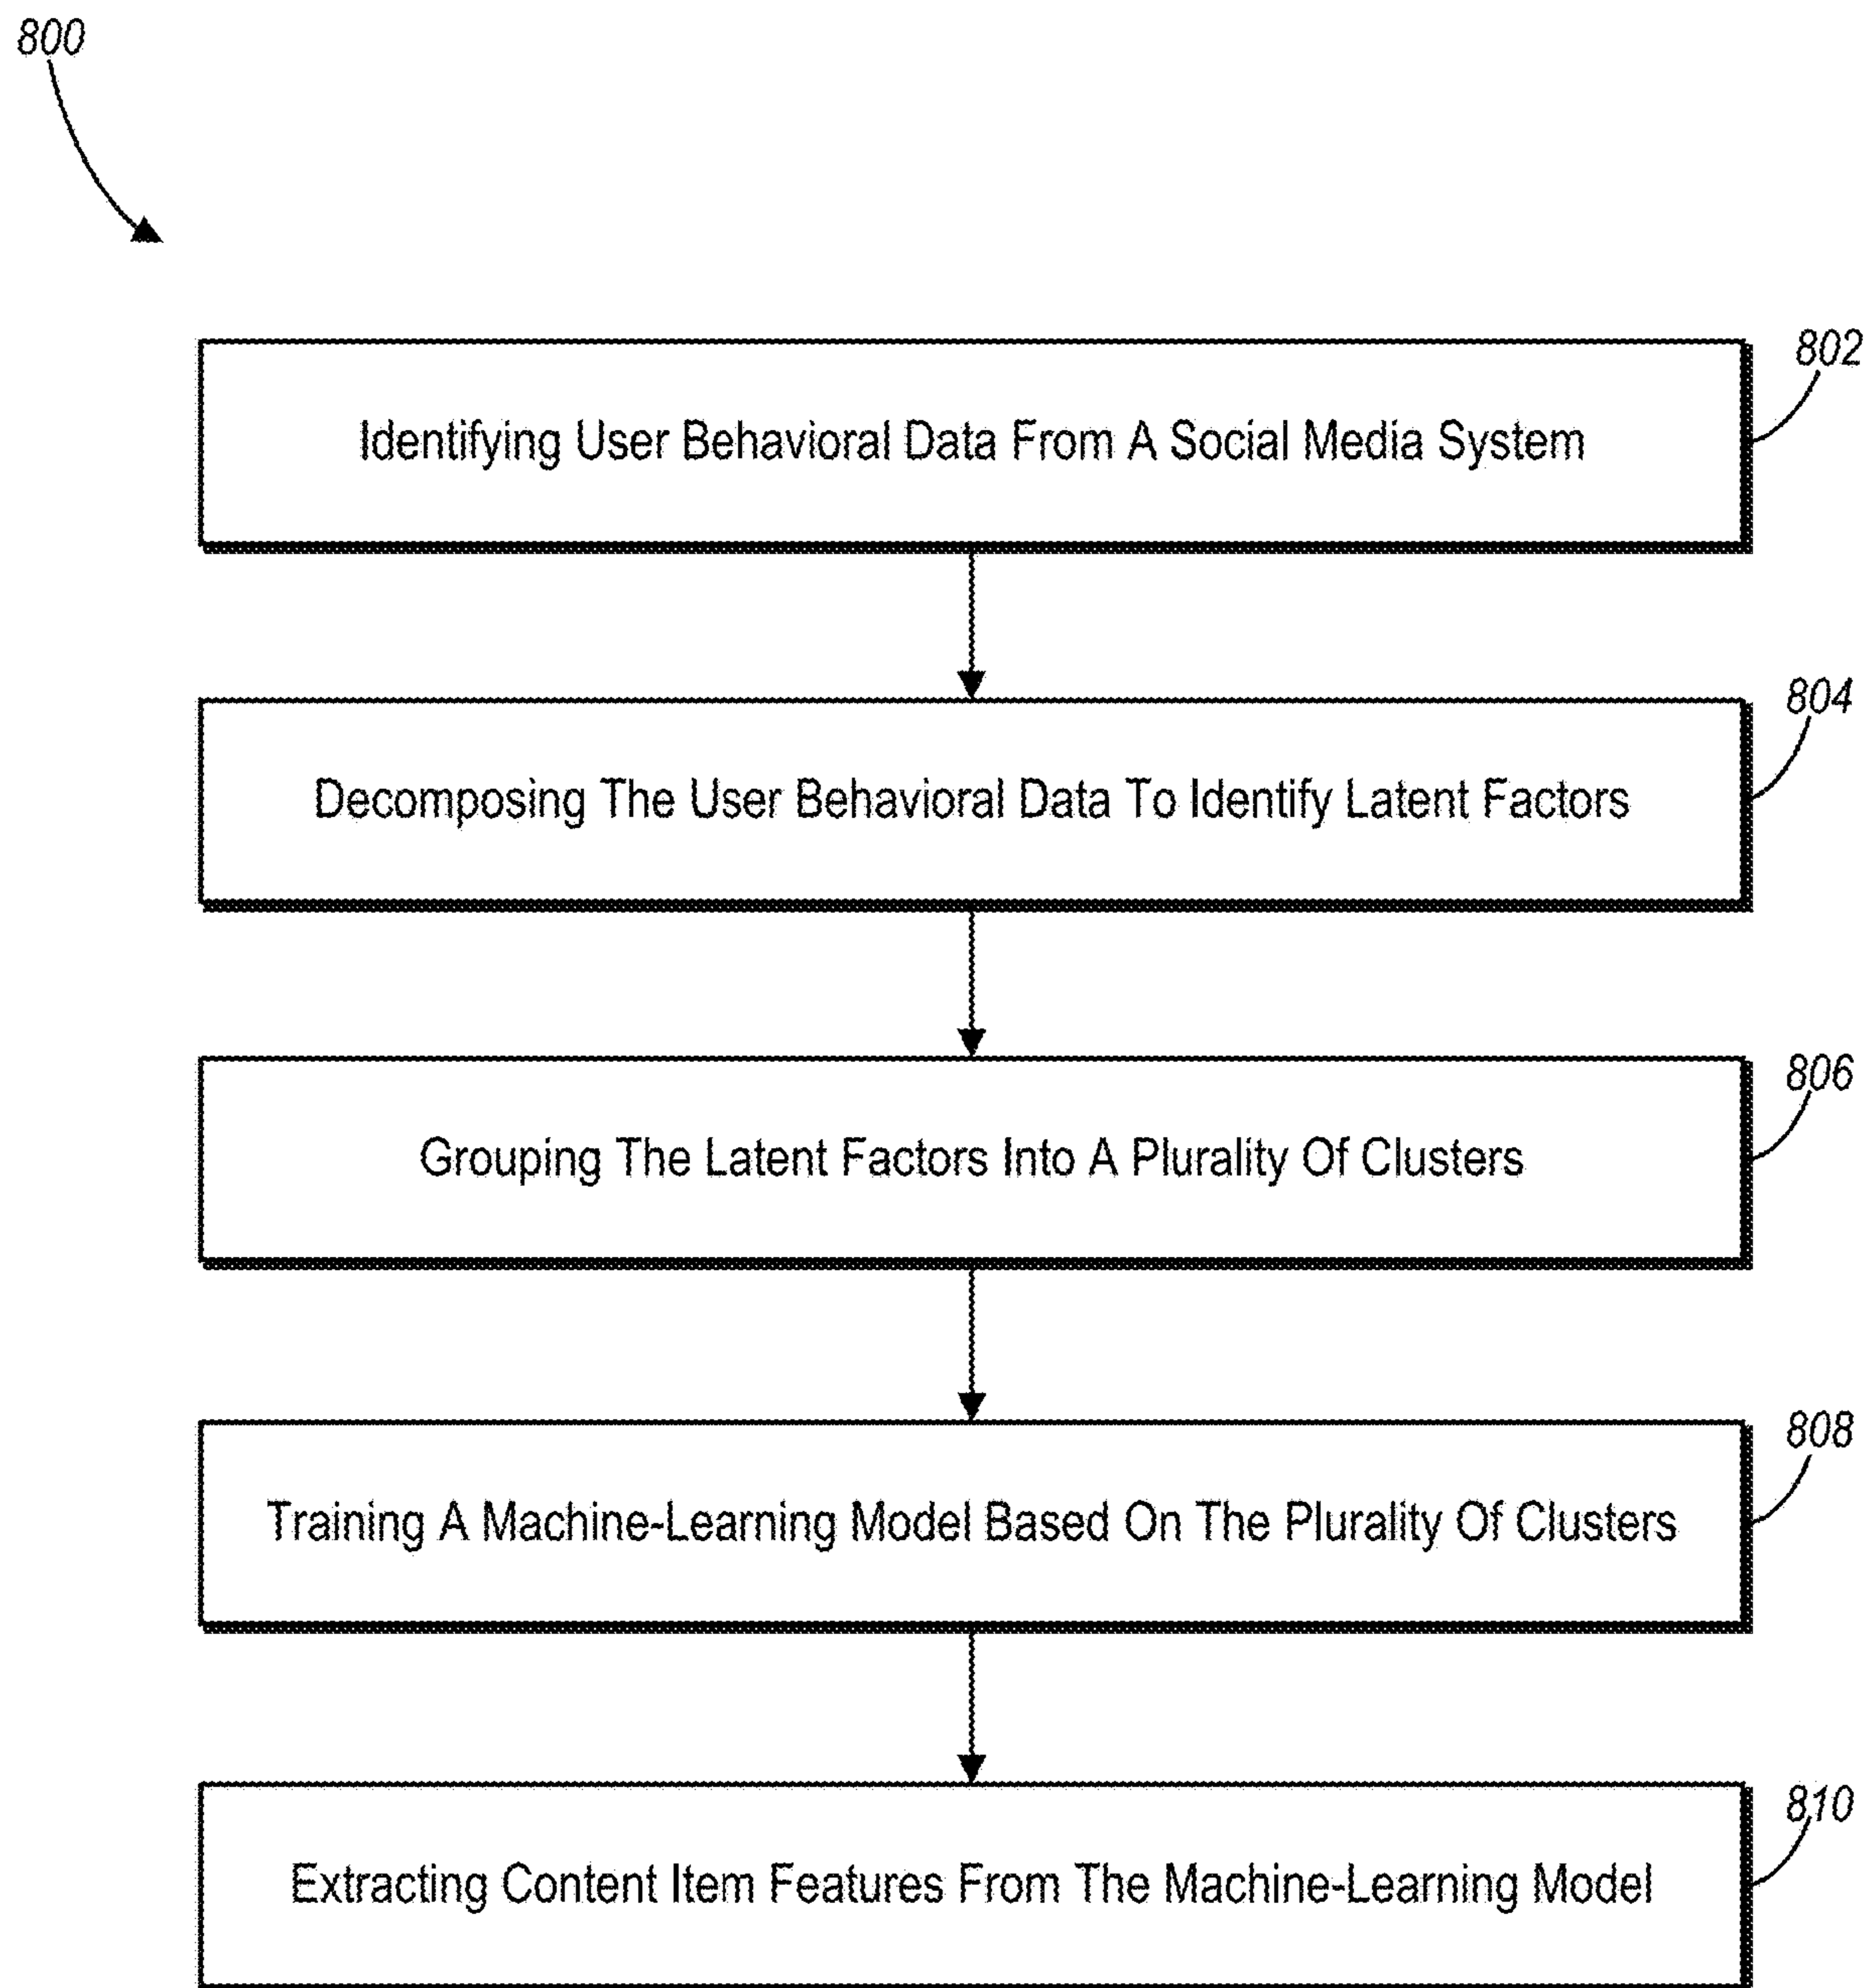 800
802
Identifying User Behavioral Data From A Social Media System
804
Decomposing The User Behavioral Data To Identify Latent Factors
806
Grouping The Latent Factors Into A Plurality Of Clusters
808
Training A Machine-Learning Model Based On The Plurality Of Clusters
810
Extracting Content Item Features From The Machine-Learning Model